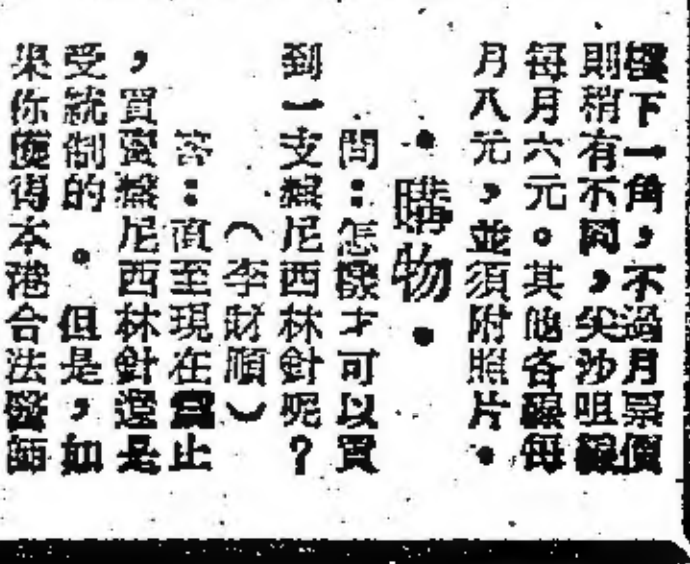 樓下一角，不過月票價
則稍有不同，尖沙咀線
每月六元。其他各線每
月八元，並須附照片。
·購物·
問：怎樣才可以買
到一支盤尼西林針呢？
（李財順）
答：直至現在為止
，買賣盤尼西林針還是
受統制的。但是，如
果你應得本港合法醫師